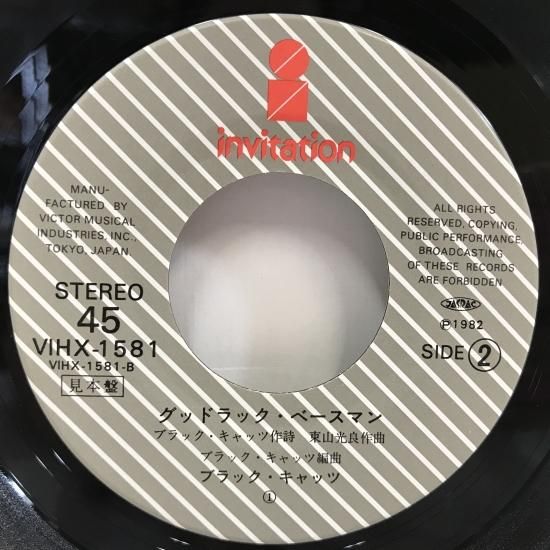 invitation
MANU-
FACTURED BY
VICTOR MUSICAL
INDUSTRIES, INC.,
TOKYO, JAPAN.
ALL RIGHTS
RESERVED, COPYING,
PUBLIC PERFORMANCE,
BROADCASTING
OF THESE RECORDS
ARE FORBIDDEN
JASRAC
Ⓟ1982
SIDE ②
STEREO
45
VIHX-1581
VIHX-1581-B
見本盤
グッドラック・ベースマン
ブラック・キャッツ作詩 東山光良作曲
ブラック・キャッツ編曲
ブラック・キャッツ
①